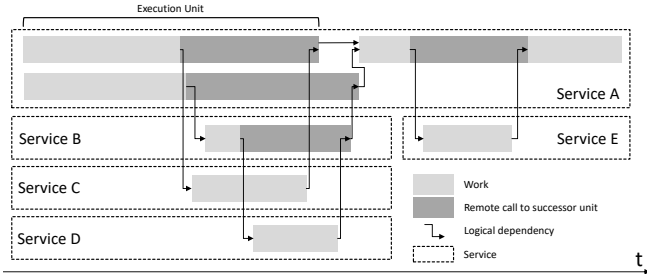 Execution Unit
Service A
Service B
Service E
Service C
Work
Remote call to successor unit
Logical dependency
Service D
Service
t